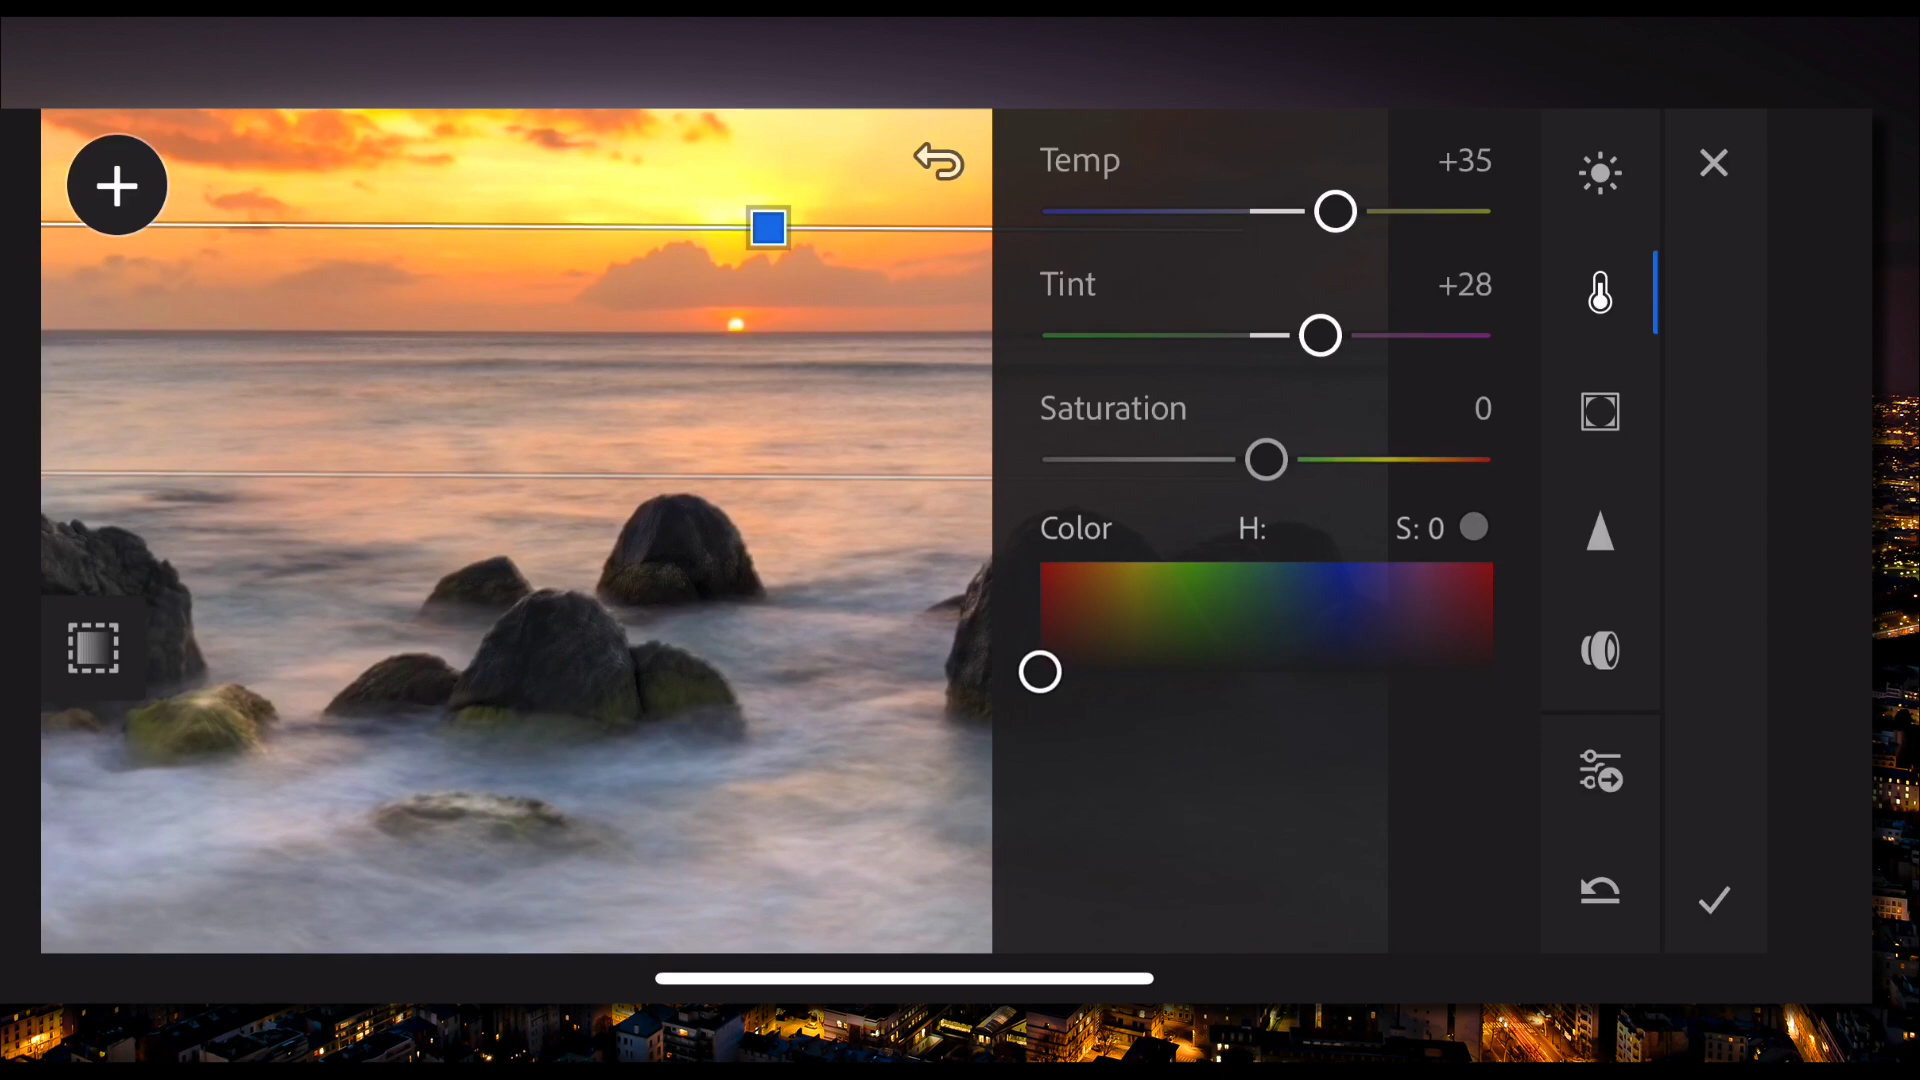 Temp +35
Tint +28
Saturation 0
Color H: S: 0